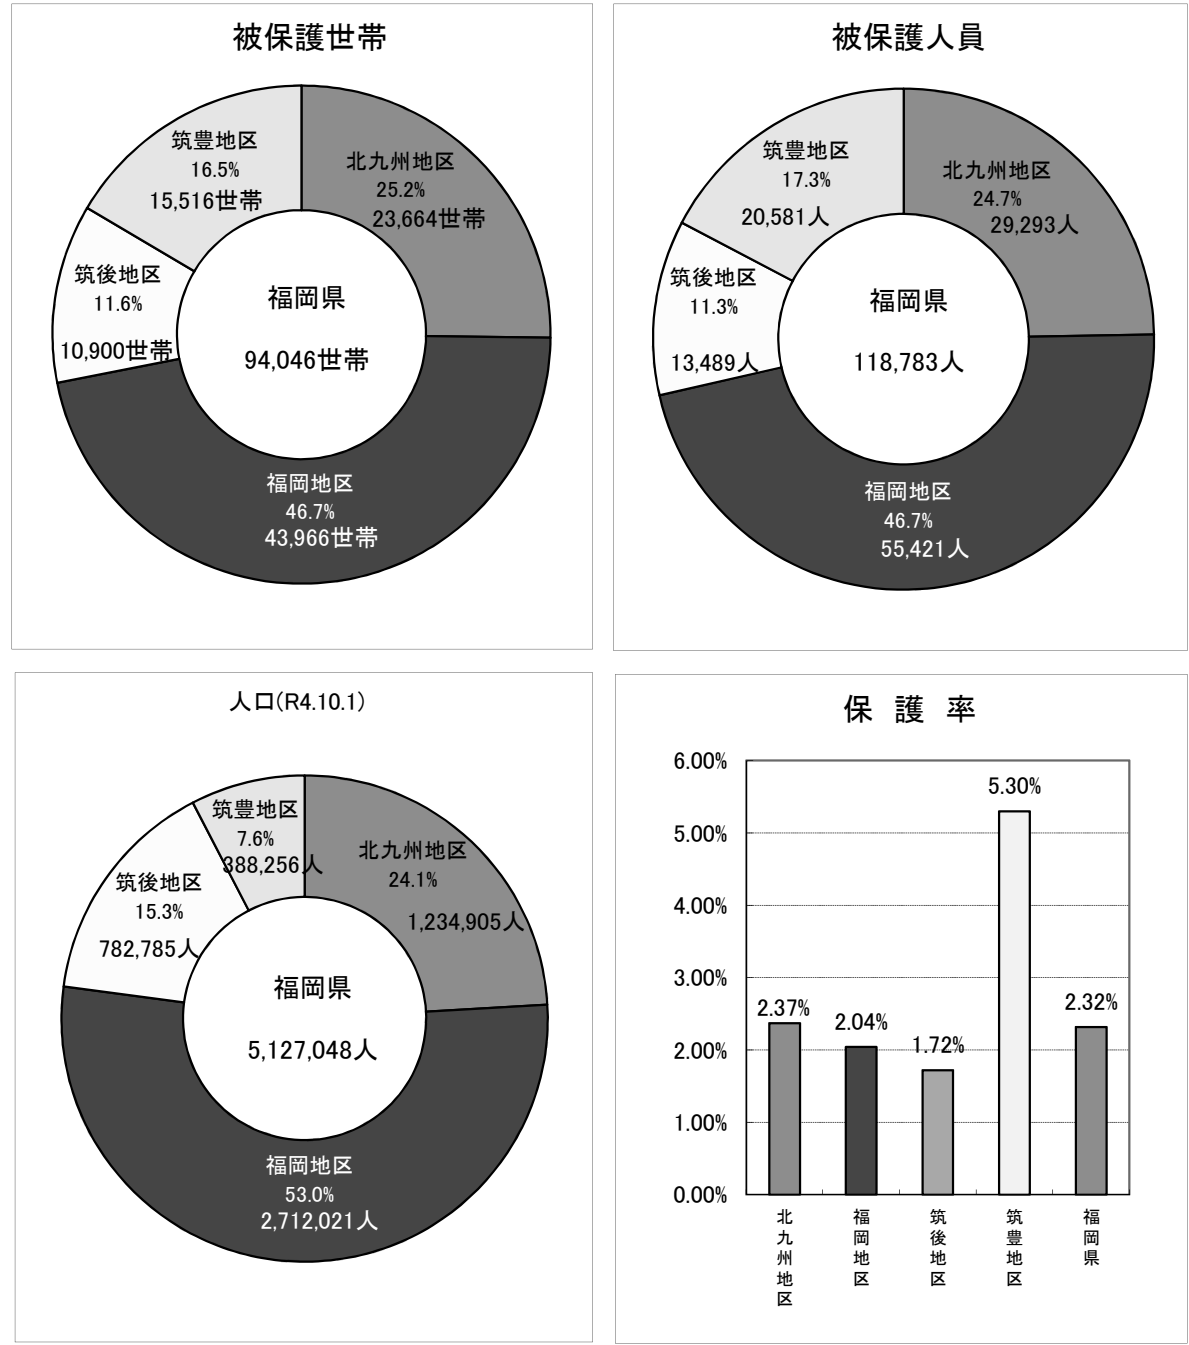 被保護世帯
筑豊地区
16.5%
15,516世帯
北九州地区
25.2%
23,664世帯
筑後地区
11.6%
10,900世帯
福岡県
94,046世帯
福岡地区
46.7%
43,966世帯
被保護人員
筑豊地区
17.3%
20,581人
北九州地区
24.7%
29,293人
筑後地区
11.3%
13,489人
福岡県
118,783人
福岡地区
46.7%
55,421人
人口(R4.10.1)
筑豊地区
7.6%
388,256人
北九州地区
24.1%
1,234,905人
筑後地区
15.3%
782,785人
福岡県
5,127,048人
福岡地区
53.0%
2,712,021人
保 護 率
6.00%
5.00%
4.00%
3.00%
2.00%
1.00%
0.00%
2.37%
2.04%
1.72%
5.30%
2.32%
北九州地区
福岡地区
筑後地区
筑豊地区
福岡県